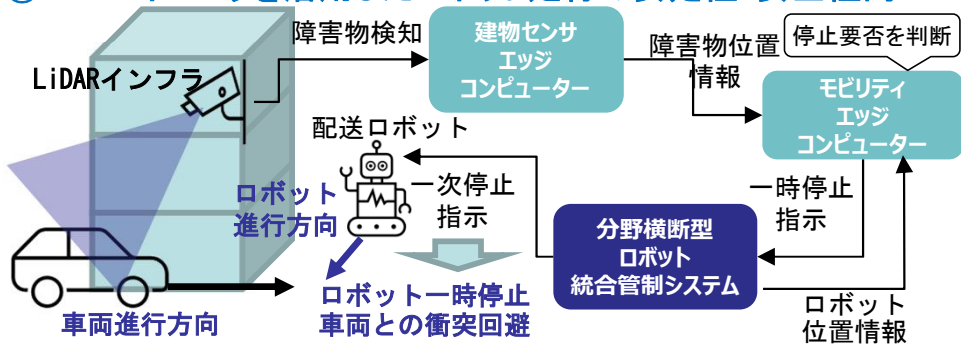 障害物検知
建物センサ
エッジ
コンピューター
障害物位置
情報
停止要否を判断
LiDARインフラ
モビリティ
エッジ
コンピューター
配送ロボット
ロボット
進行方向
一次停止
指示
一時停止
指示
分野横断型
ロボット
統合管制システム
ロボット一時停止
車両との衝突回避
車両進行方向
ロボット
位置情報